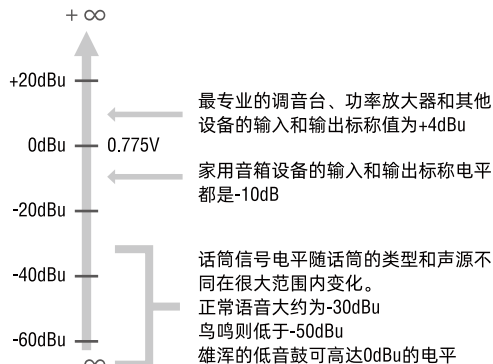 +∞
+20dBu
最专业的调音台、功率放大器和其他
设备的输入和输出标称值为+4dBu
0dBu
0.775V
家用音箱设备的输入和输出标称电平
都是-10dB
-20dBu
话筒信号电平随话筒的类型和声源不
同在很大范围内变化。
-40dBu
正常语音大约为-30dBu
鸟鸣则低于-50dBu
-60dBu
雄浑的低音鼓可高达0dBu的电平
-∞